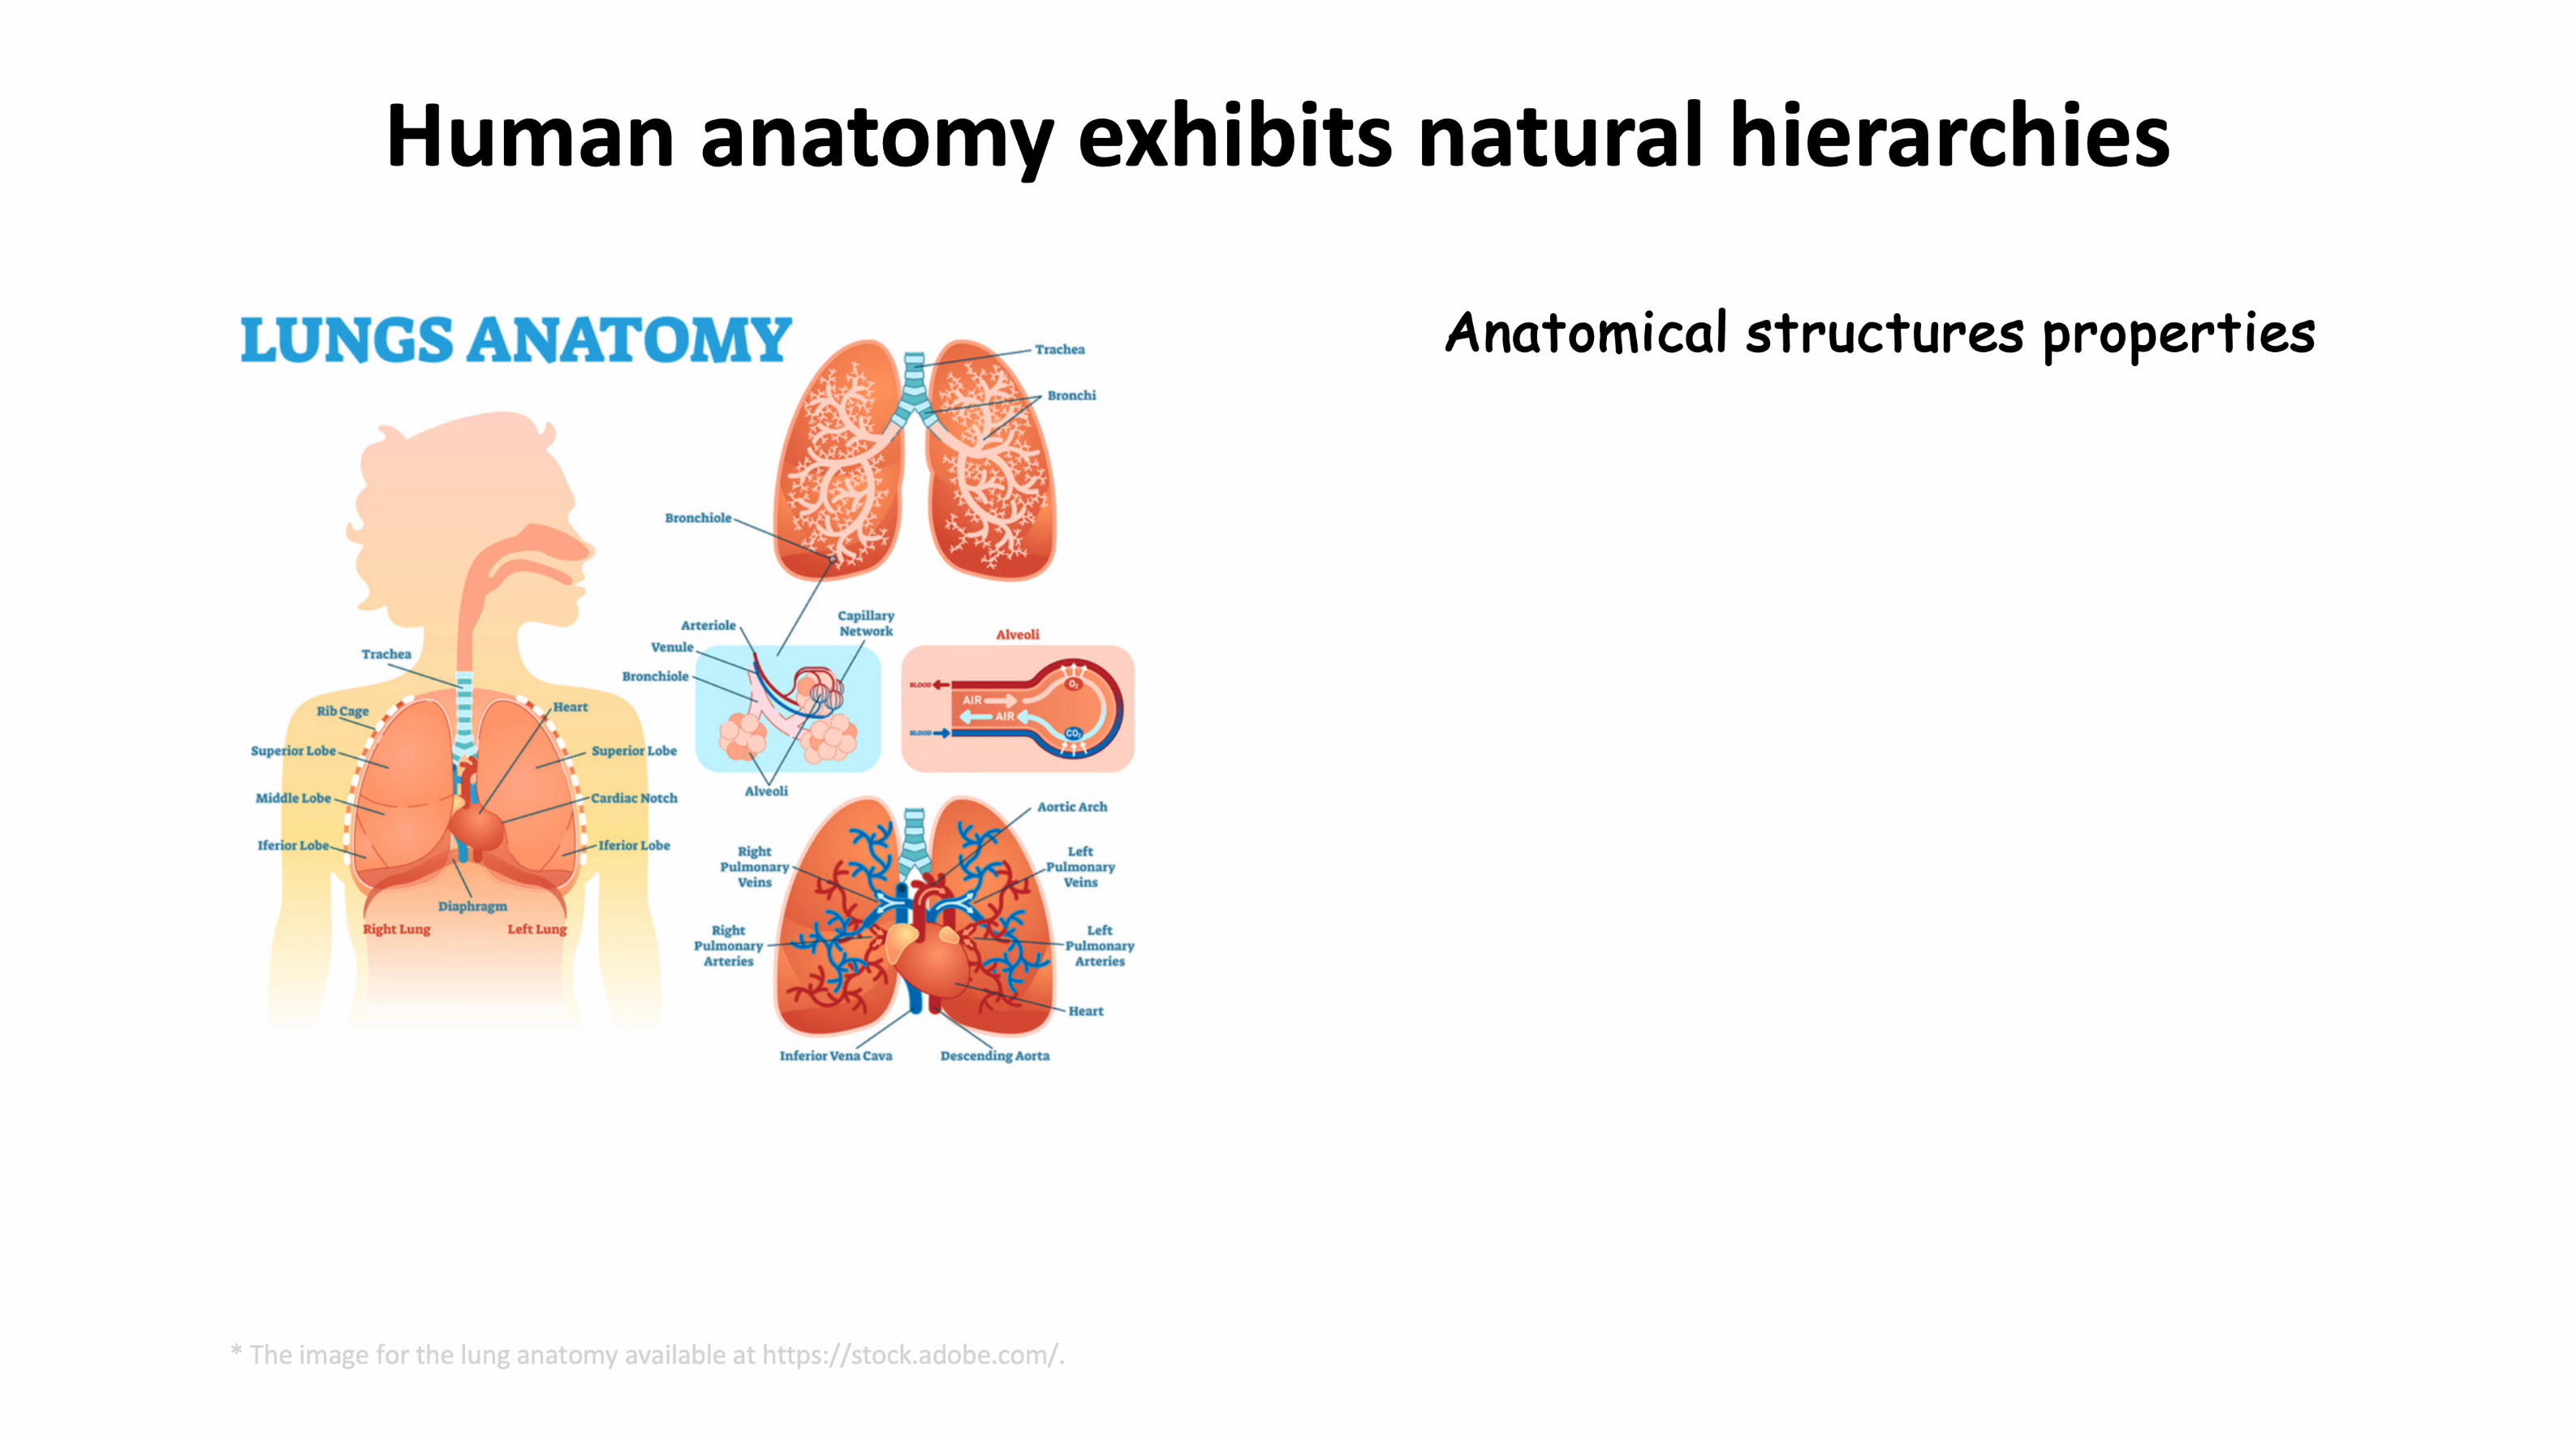 Human anatomy exhibits natural hierarchies
LUNGS ANATOMY
Anatomical structures properties
Trachea
Bronchi
Bronchiole
Arteriole
Venule
Bronchiole
Capillary
Network
Alveoli
Alveoli
BLOOD
AIR
AIR
BLOOD
O₂
CO₂
Trachea
Rib Cage
Superior Lobe
Middle Lobe
Iferior Lobe
Heart
Superior Lobe
Cardiac Notch
Iferior Lobe
Diaphragm
Right Lung
Left Lung
Aortic Arch
Right
Pulmonary
Veins
Left
Pulmonary
Veins
Right
Pulmonary
Arteries
Left
Pulmonary
Arteries
Heart
Inferior Vena Cava
Descending Aorta
* The image for the lung anatomy available at https://stock.adobe.com/.